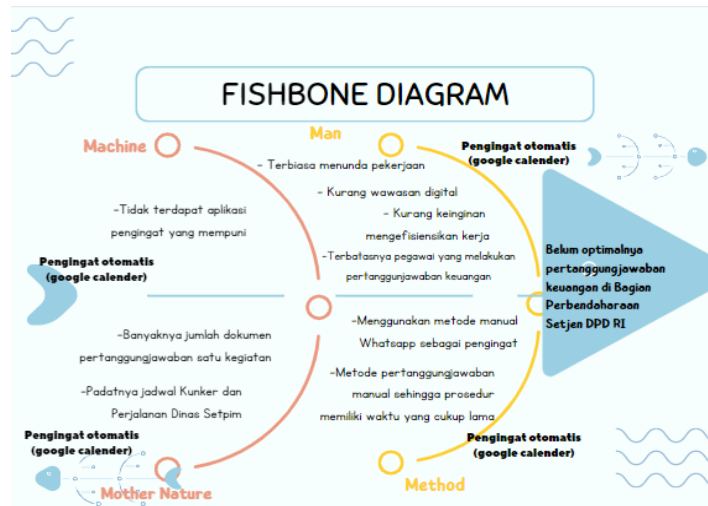 FISHBONE DIAGRAM
Machine
Man
Pengingat otomatis
(google calender)
- Terbiasa menunda pekerjaan
- Kurang wawasan digital
- Kurang keinginan
mengefisiensikan kerja
-Terbatasnya pegawai yang melakukan
pertanggunjawaban keuangan
-Tidak terdapat aplikasi
pengingat yang mempuni
Pengingat otomatis
(google calender)
Belum optimalnya
pertanggungjawaban
keuangan di Bagian
Perbendaharaan
Setjen DPD RI
-Banyaknya jumlah dokumen
pertanggungjawaban satu kegiatan
-Padatnya jadwal Kunker dan
Perjalanan Dinas Setpim
-Menggunakan metode manual
Whatsapp sebagai pengingat
-Metode pertanggungjawaban
manual sehingga prosedur
memiliki waktu yang cukup lama
Pengingat otomatis
(google calender)
Pengingat otomatis
(google calender)
Mother Nature
Method